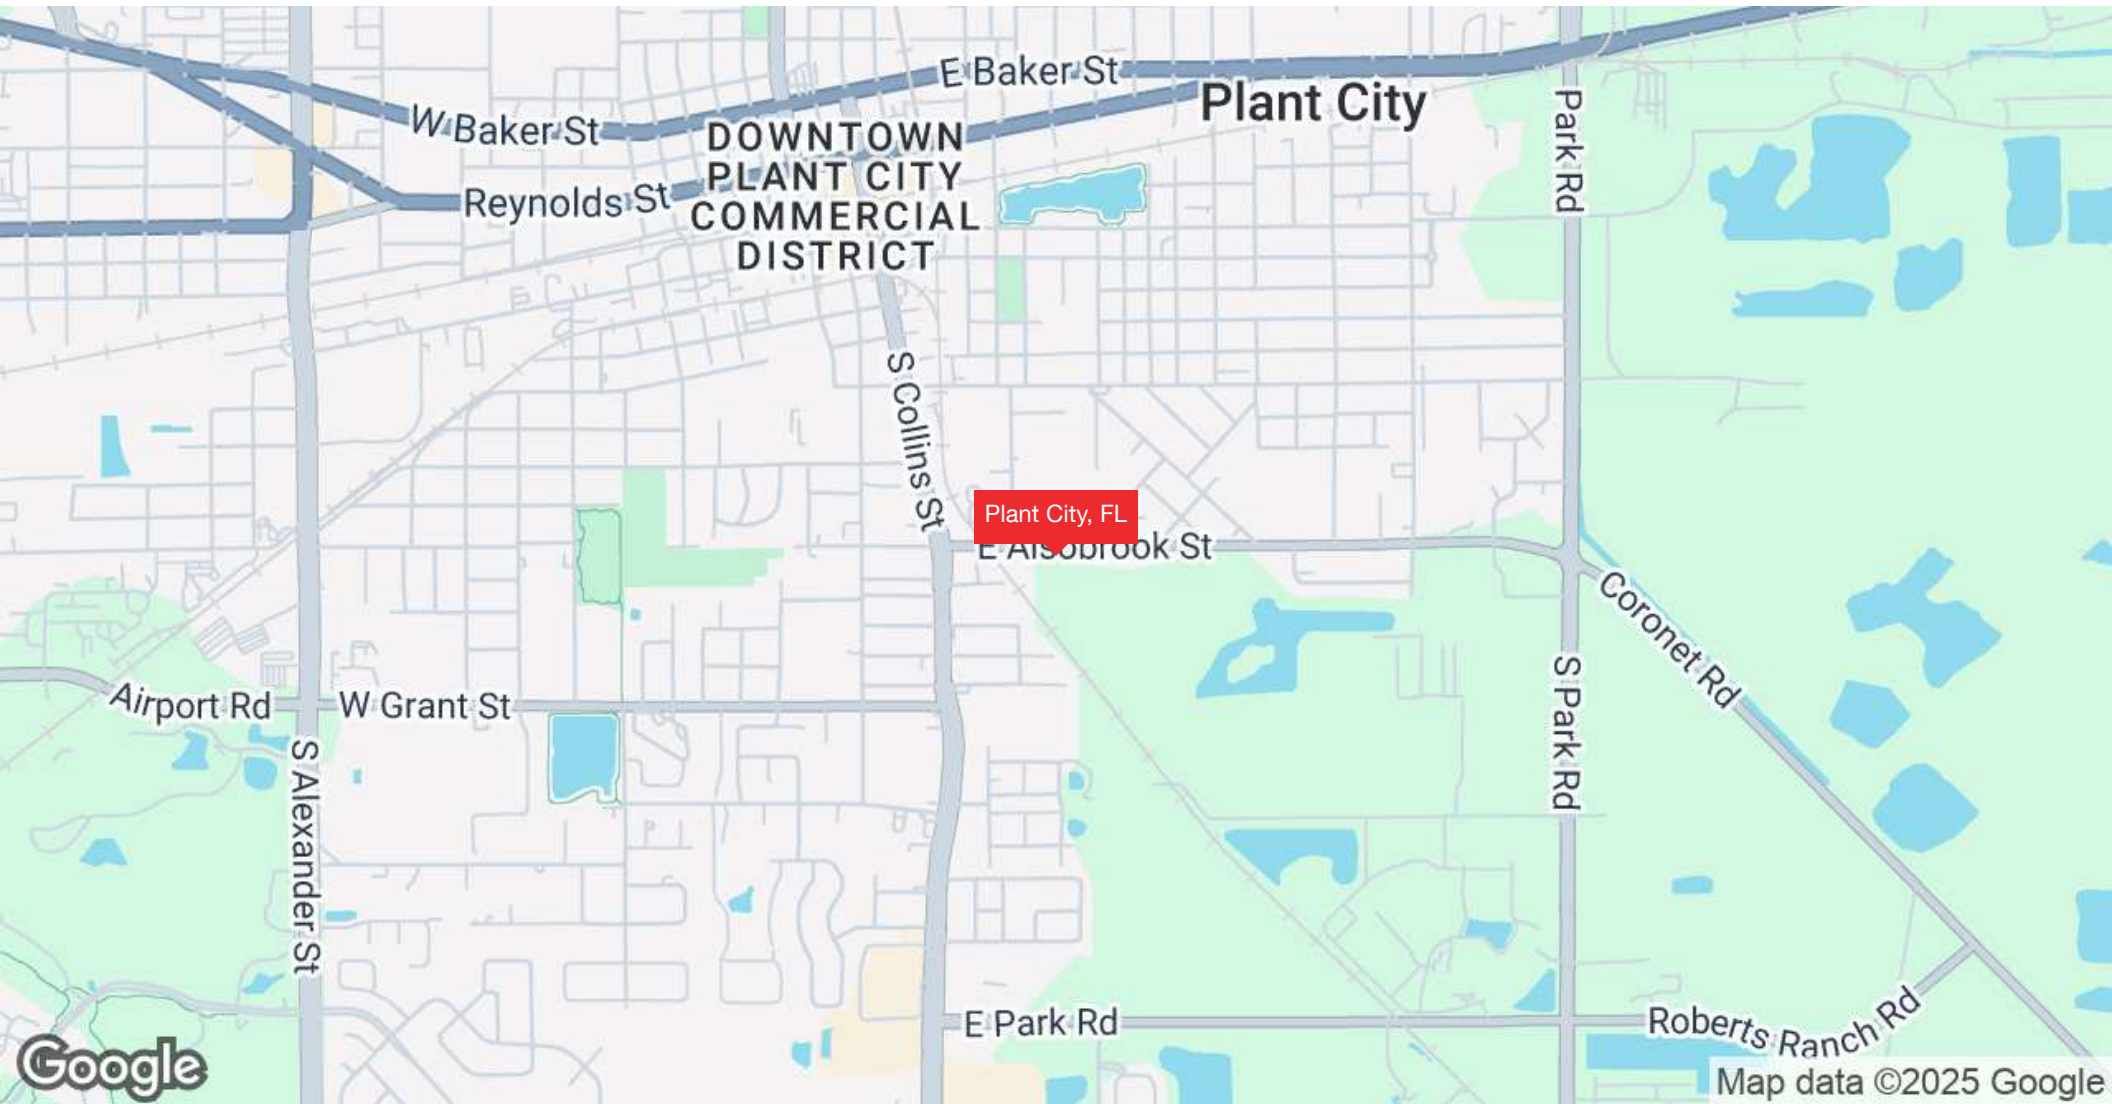 E Baker St
Plant City
W Baker St
DOWNTOWN
PLANT CITY
COMMERCIAL
DISTRICT
Reynolds St
Park Rd
S Collins St
Plant City, FL
E Alsobrook St
Coronet Rd
Airport Rd
W Grant St
S Park Rd
S Alexander St
E Park Rd
Roberts Ranch Rd
Google
Map data ©2025 Google